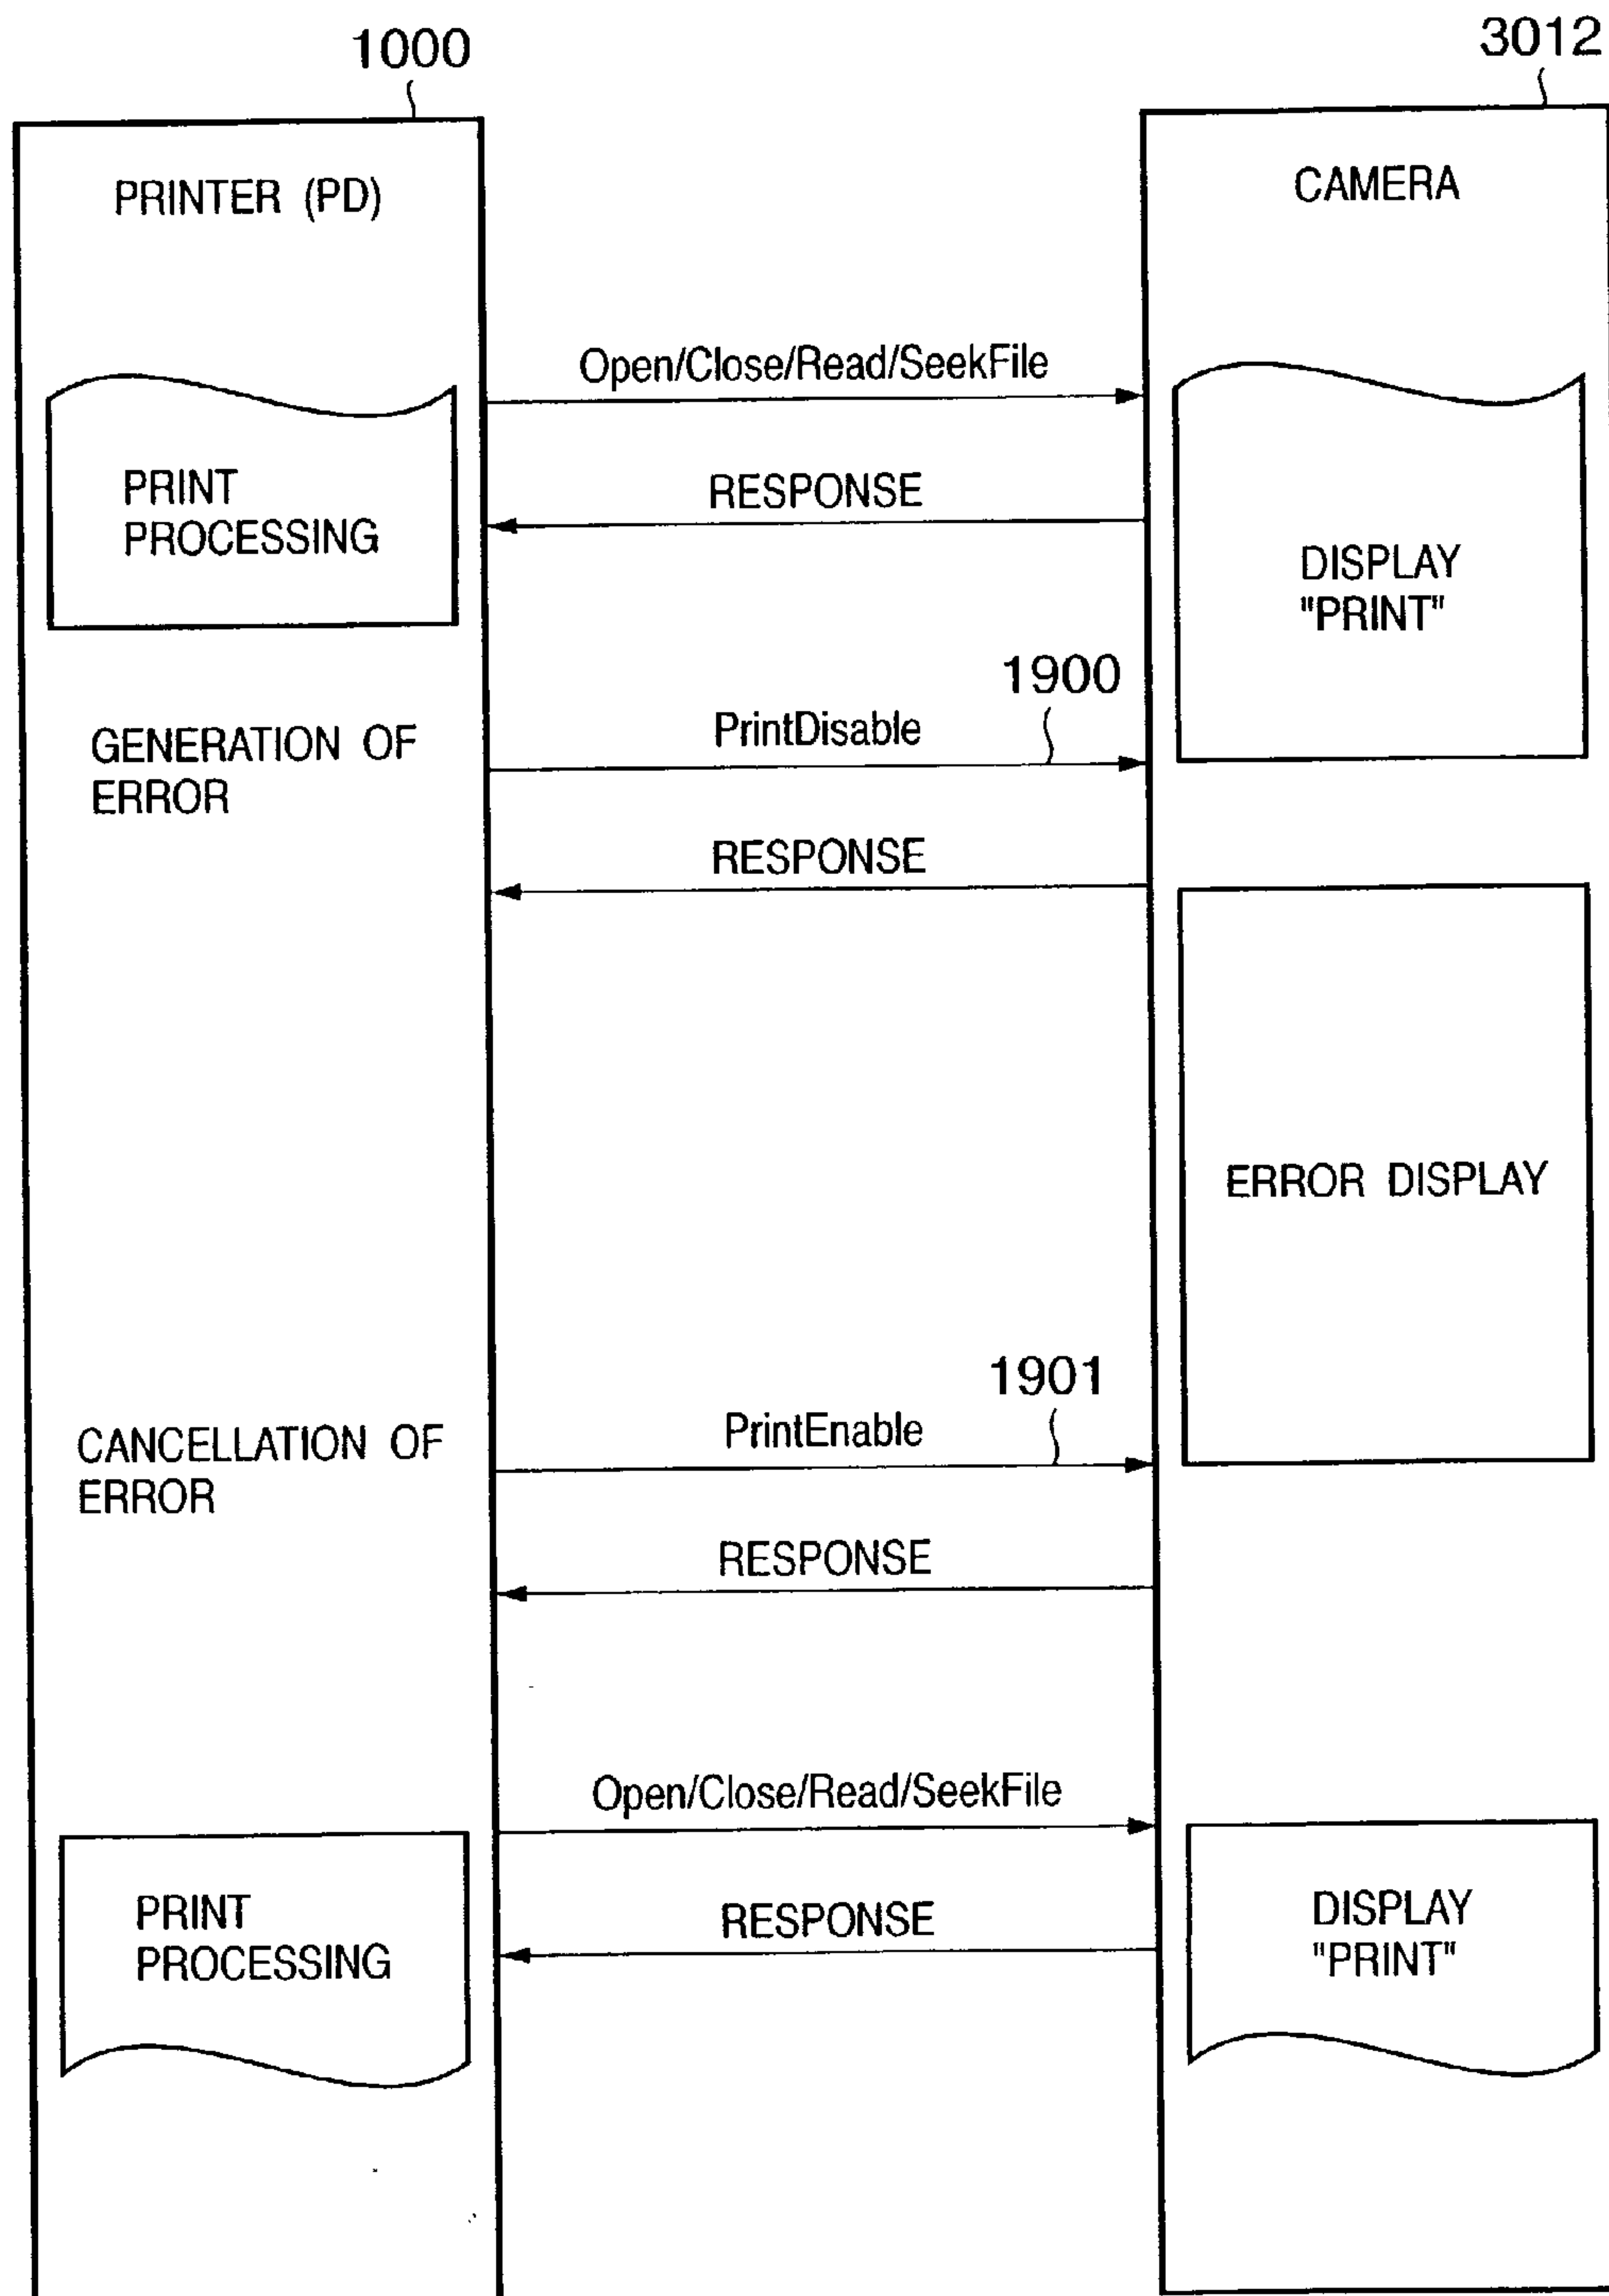 1000
3012
PRINTER (PD)
CAMERA
Open/Close/Read/SeekFile
PRINT
PROCESSING
RESPONSE
DISPLAY
"PRINT"
1900
GENERATION OF
ERROR
PrintDisable
RESPONSE
ERROR DISPLAY
1901
CANCELLATION OF
ERROR
PrintEnable
RESPONSE
Open/Close/Read/SeekFile
PRINT
PROCESSING
RESPONSE
DISPLAY
"PRINT"